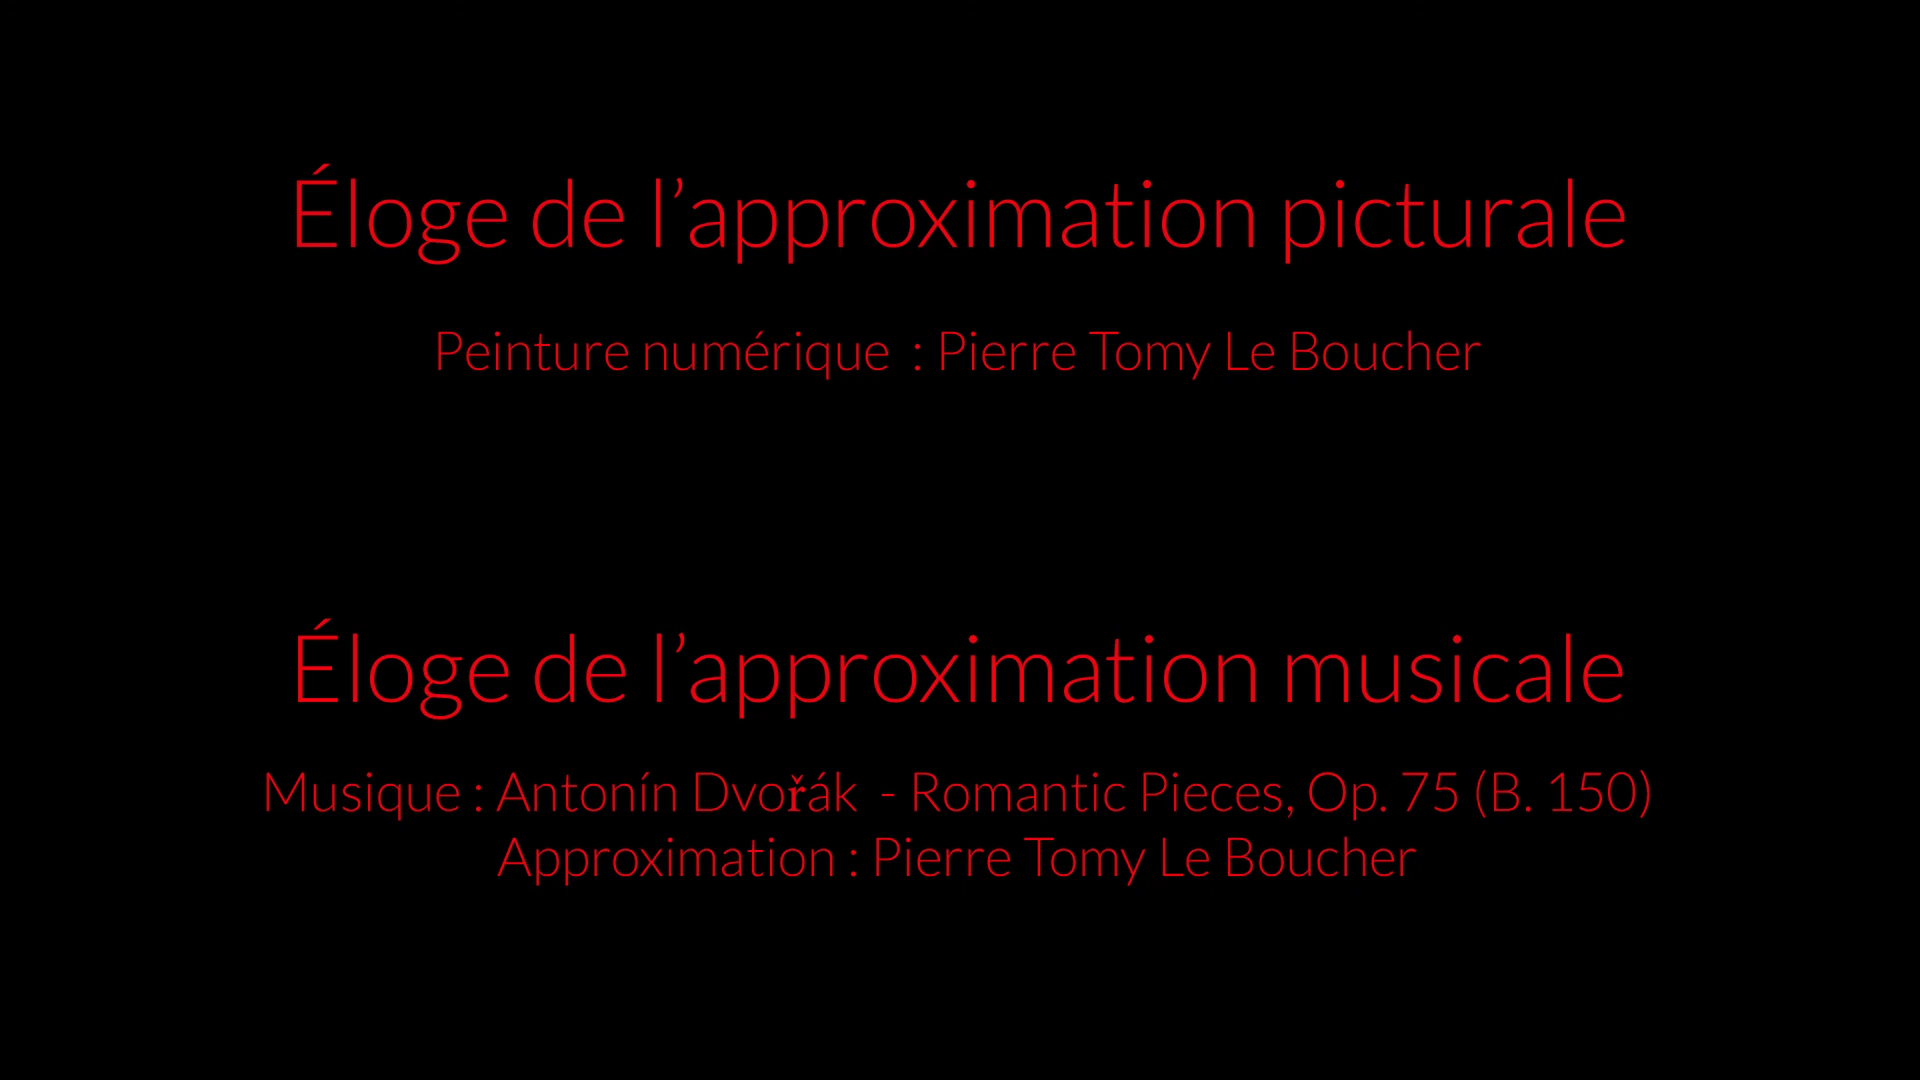 Éloge de l’approximation picturale
Peinture numérique : Pierre Tomy Le Boucher
Éloge de l’approximation musicale
Musique : Antonín Dvořák - Romantic Pieces, Op. 75 (B. 150)
Approximation : Pierre Tomy Le Boucher